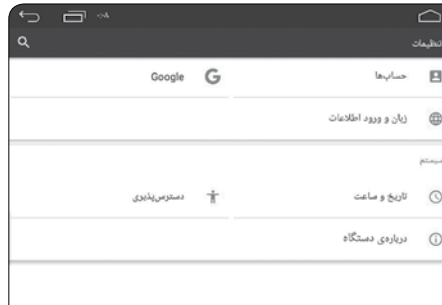 تنظیمات
حساب‌ها
Google
زبان و ورود اطلاعات
سیستم
تاریخ و ساعت
دسترس‌پذیری
درباره‌ی دستگاه